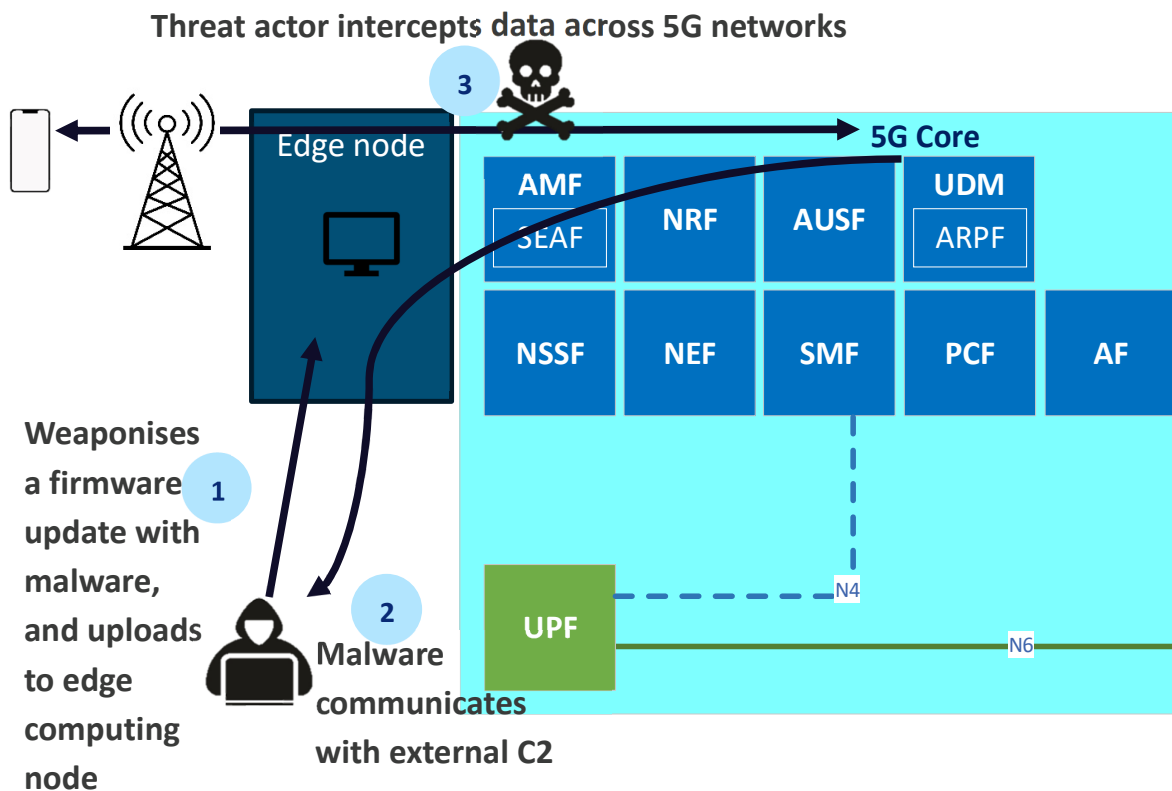 Threat actor intercepts data across 5G networks
3
Edge node
5G Core
AMF
SEAF
NRF
AUSF
UDM
ARPF
NSSF
NEF
SMF
PCF
AF
Weaponises
a firmware
update with
malware,
and uploads
to edge
computing
node
1
2
Malware
communicates
with external C2
UPF
N4
N6